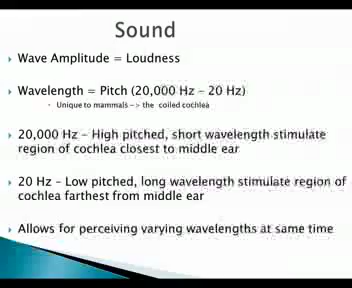 Sound
Wave Amplitude = Loudness
Wavelength = Pitch (20,000 Hz – 20 Hz)
Unique to mammals –> the coiled cochlea
20,000 Hz – High pitched, short wavelength stimulate
region of cochlea closest to middle ear
20 Hz – Low pitched, long wavelength stimulate region of
cochlea farthest from middle ear
Allows for perceiving varying wavelengths at same time